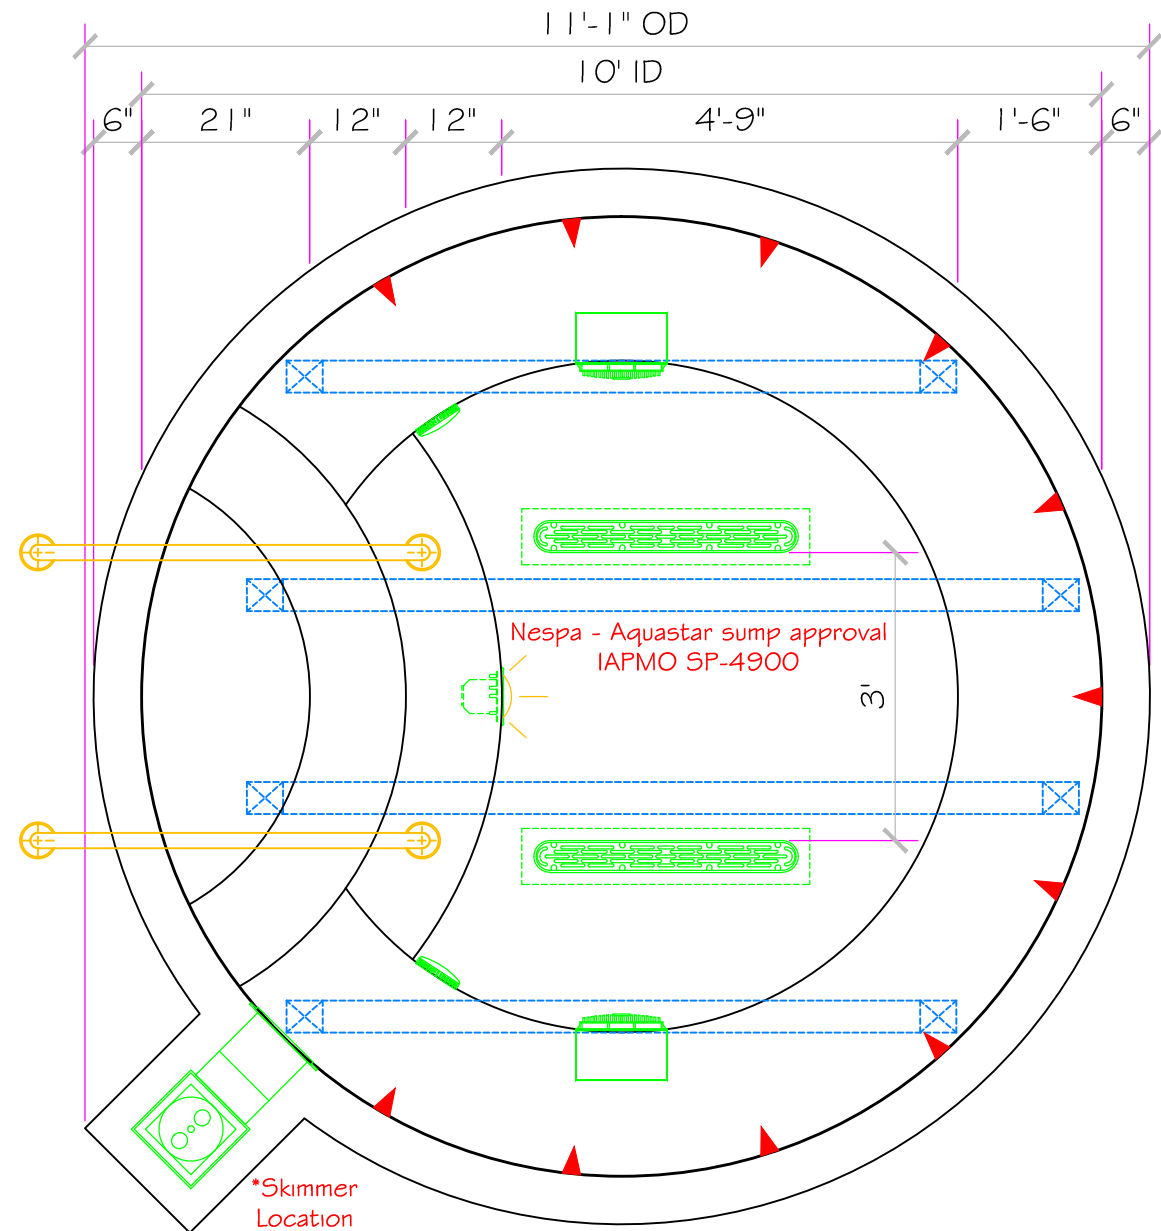 11'-1" OD
10' ID
6" 21" 12" 12" 4'-9" 1'-6" 6"
Nespa - Aquastar sump approval
IAPMO SP-4900
3'
*Skimmer
Location